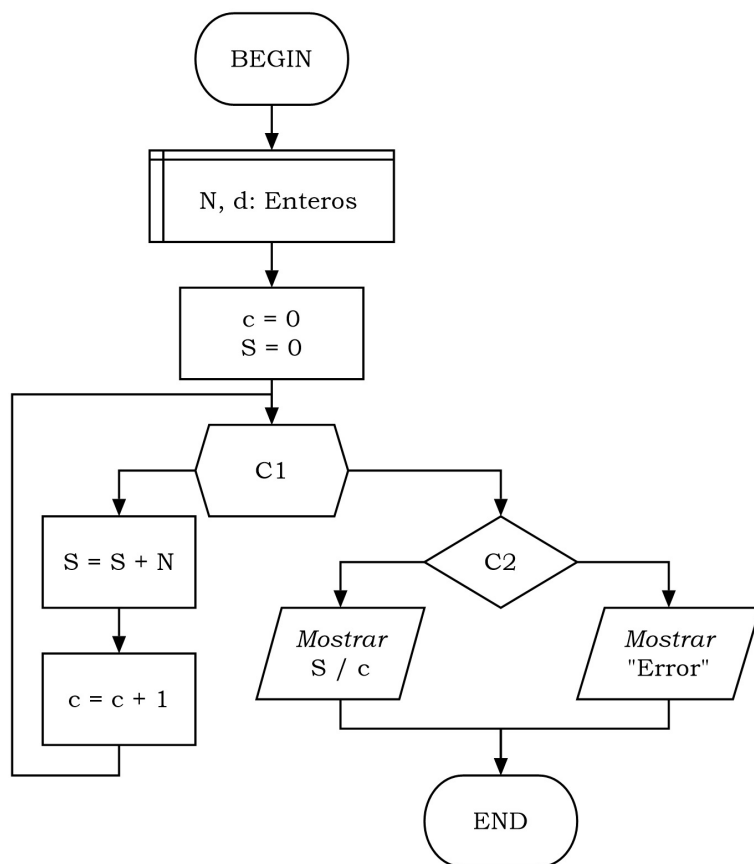 BEGIN
N, d: Enteros
c = 0
S = 0
C1
S = S + N
c = c + 1
C2
Mostrar
S / c
Mostrar
"Error"
END